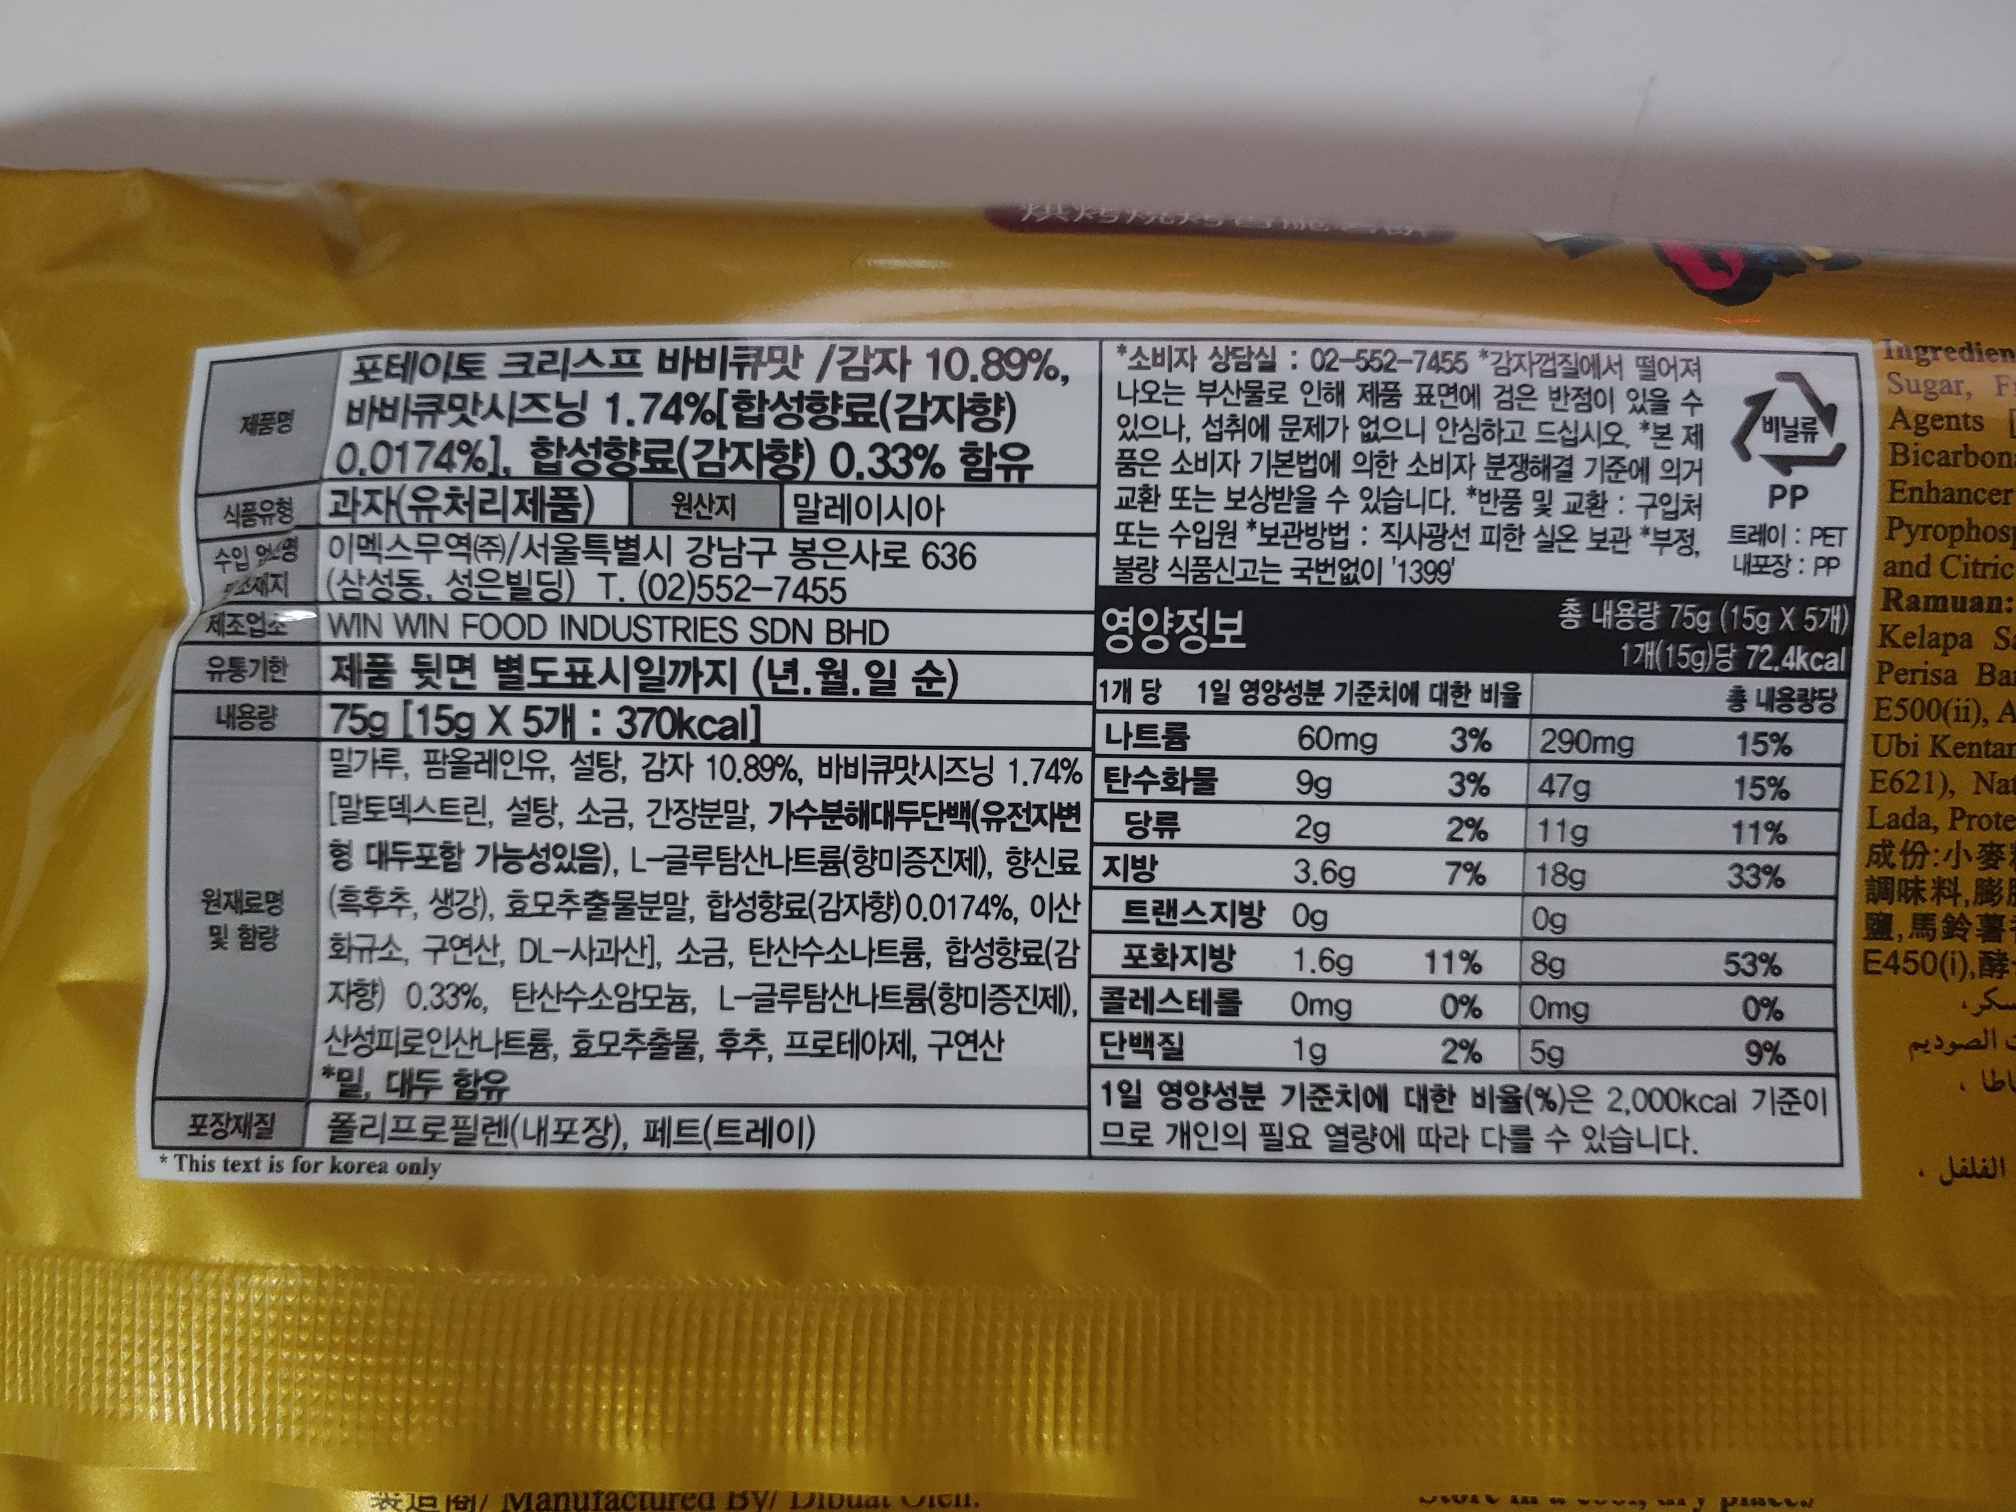 제품명
포테이토 크리스프 바비큐맛 /감자 10.89%,
바비큐맛시즈닝 1.74%[합성향료(감자향)
0.0174%], 합성향료(감자향) 0.33% 함유
식품유형
과자(유처리제품)
원산지
말레이시아
수입
이멕스무역(주)/서울특별시 강남구 봉은사로 636
(삼성동, 성은빌딩) T. (02)552-7455
제조업소
WIN WIN FOOD INDUSTRIES SDN BHD
유통기한
제품 뒷면 별도표시일까지 (년.월.일 순)
내용량
75g [15g X 5개 : 370kcal]
원재료명
및 함량
밀가루, 팜올레인유, 설탕, 감자 10.89%, 바비큐맛시즈닝 1.74%
[말토덱스트린, 설탕, 소금, 간장분말, 가수분해대두단백(유전자변
형 대두포함 가능성있음), L-글루탐산나트륨(향미증진제), 향신료
(흑후추, 생강), 효모추출물분말, 합성향료(감자향)0.0174%, 이산
화규소, 구연산, DL-사과산], 소금, 탄산수소나트륨, 합성향료(감
자향) 0.33%, 탄산수소암모늄, L-글루탐산나트륨(향미증진제),
산성피로인산나트륨, 효모추출물, 후추, 프로테아제, 구연산
*밀, 대두 함유
포장재질
폴리프로필렌(내포장), 페트(트레이)
* This text is for korea only
*소비자 상담실 : 02-552-7455 *감자껍질에서 떨어져
나오는 부산물로 인해 제품 표면에 검은 반점이 있을 수
있으나, 섭취에 문제가 없으니 안심하고 드십시오, *본 제
품은 소비자 기본법에 의한 소비자 분쟁해결 기준에 의거
교환 또는 보상받을 수 있습니다. *반품 및 교환 : 구입처
또는 수입원 *보관방법 : 직사광선 피한 실온 보관 *부정,
불량 식품신고는 국번없이 '1399'
비닐류
PP
트레이 : PET
내포장 : PP
영양정보
총 내용량 75g (15g X 5개)
1개(15g)당 72.4kcal
1개 당 1일 영양성분 기준치에 대한 비율 총 내용량당
나트륨 60mg 3% 290mg 15%
탄수화물 9g 3% 47g 15%
당류 2g 2% 11g 11%
지방 3.6g 7% 18g 33%
트랜스지방 0g 0g
포화지방 1.6g 11% 8g 53%
콜레스테롤 0mg 0% 0mg 0%
단백질 1g 2% 5g 9%
1일 영양성분 기준치에 대한 비율(%)은 2,000kcal 기준이
므로 개인의 필요 열량에 따라 다를 수 있습니다.
Sugar,
Agents
Enhancer
and Citric
Ramuan:
Kelapa
Perisa
E500(ii),
Ubi
E621),
Lada,
成份:小麥
調味料,
鹽,馬鈴薯
E450(i),酵
سكر،
الصوديم
الفلفل ،
Manufactured By/ Dibuat Oleh: